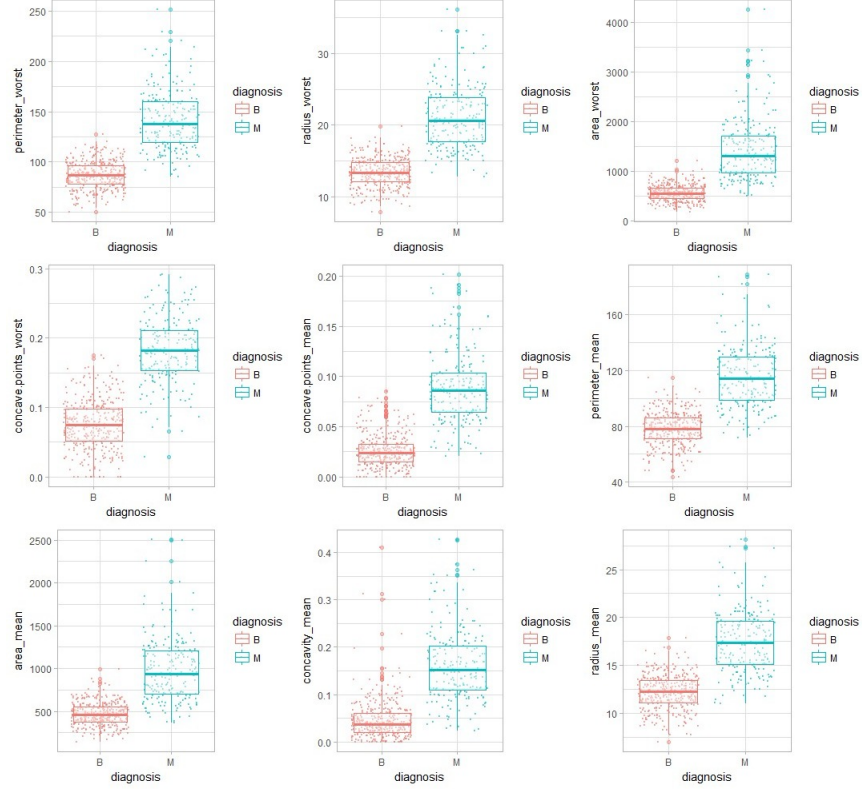 perimeter_worst
250
200
150
100
50
B
M
diagnosis
diagnosis
B
M
radius_worst
30
20
10
B
M
diagnosis
diagnosis
B
M
area_worst
4000
3000
2000
1000
0
B
M
diagnosis
diagnosis
B
M
concave.points_worst
0.3
0.2
0.1
0.0
B
M
diagnosis
diagnosis
B
M
concave.points_mean
0.20
0.15
0.10
0.05
0.00
B
M
diagnosis
diagnosis
B
M
perimeter_mean
160
120
80
40
B
M
diagnosis
diagnosis
B
M
area_mean
2500
2000
1500
1000
500
B
M
diagnosis
diagnosis
B
M
concavity_mean
0.4
0.3
0.2
0.1
0.0
B
M
diagnosis
diagnosis
B
M
radius_mean
25
20
15
10
B
M
diagnosis
diagnosis
B
M